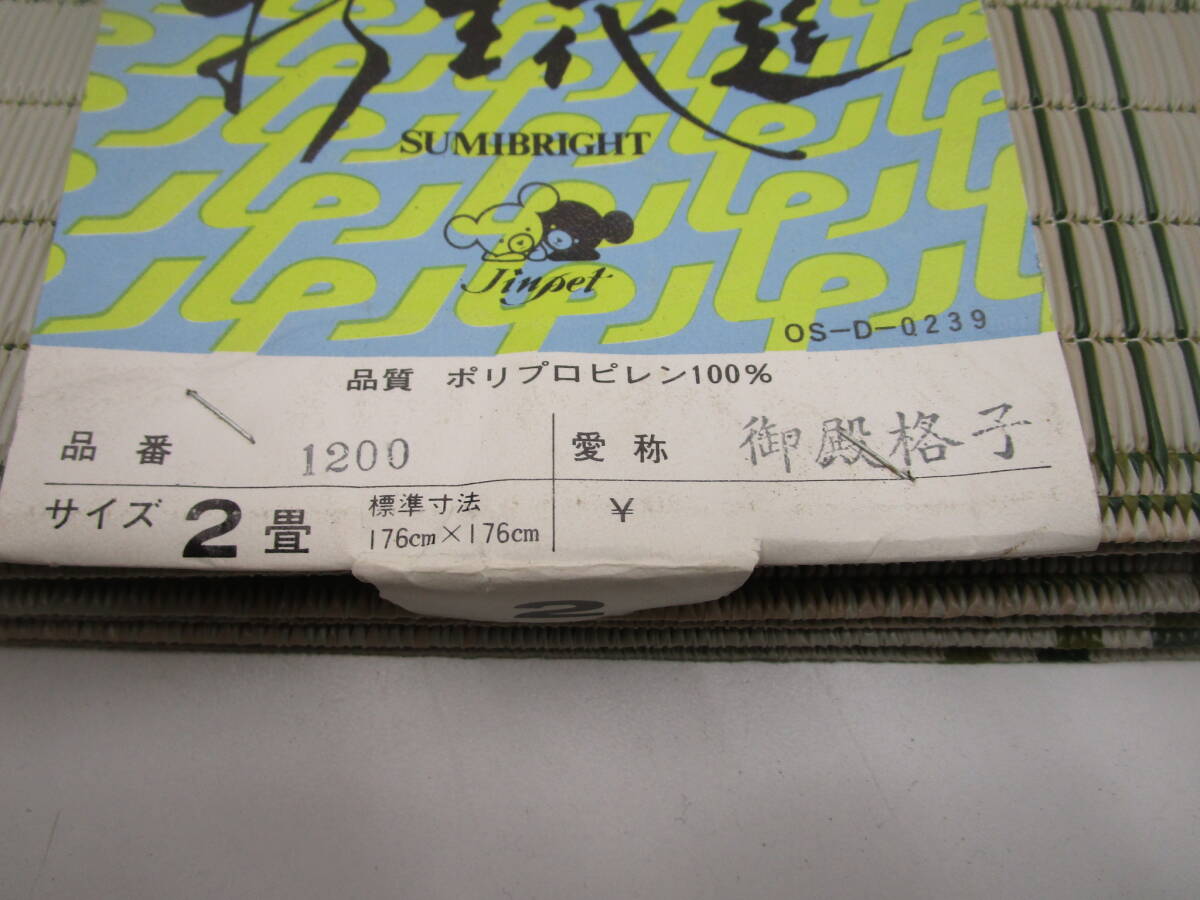 SUMIBRIGHT
Jinpet
OS-D-0239
品質 ポリプロピレン100%
品番 1200 愛称 御殿格子
サイズ 2畳 標準寸法 176cm×176cm ¥
2